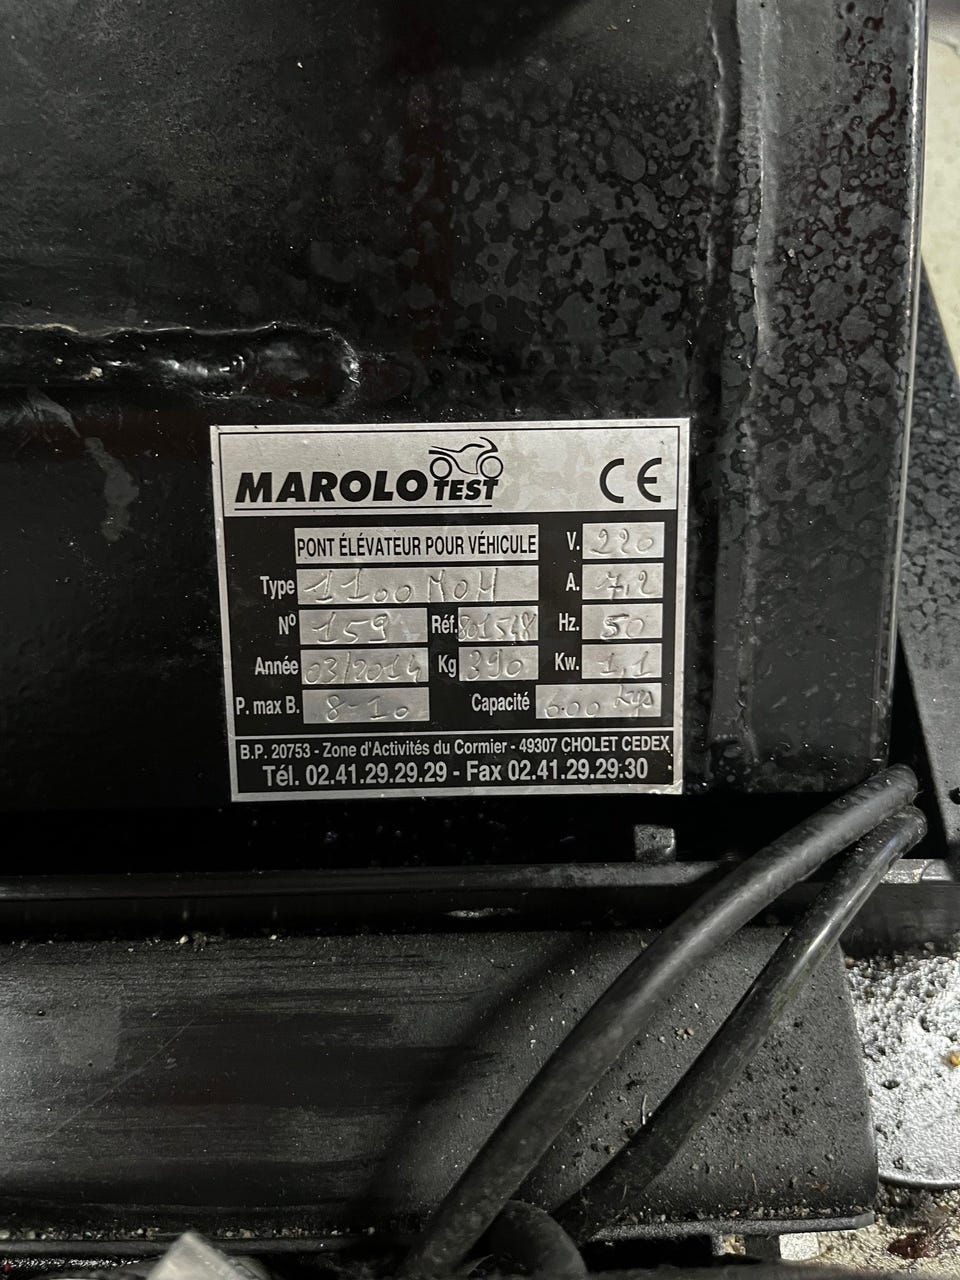 MAROLO TEST CE
PONT ÉLÉVATEUR POUR VÉHICULE V. 220
Type 1100 MOH A. 7,2
Nº 159 Réf. 801548 Hz. 50
Année 03/2014 Kg 390 Kw. 1,1
P. max B. 8-10 Capacité 600 kgs
B.P. 20753 - Zone d'Activités du Cormier - 49307 CHOLET CEDEX
Tél. 02.41.29.29.29 - Fax 02.41.29.29.30